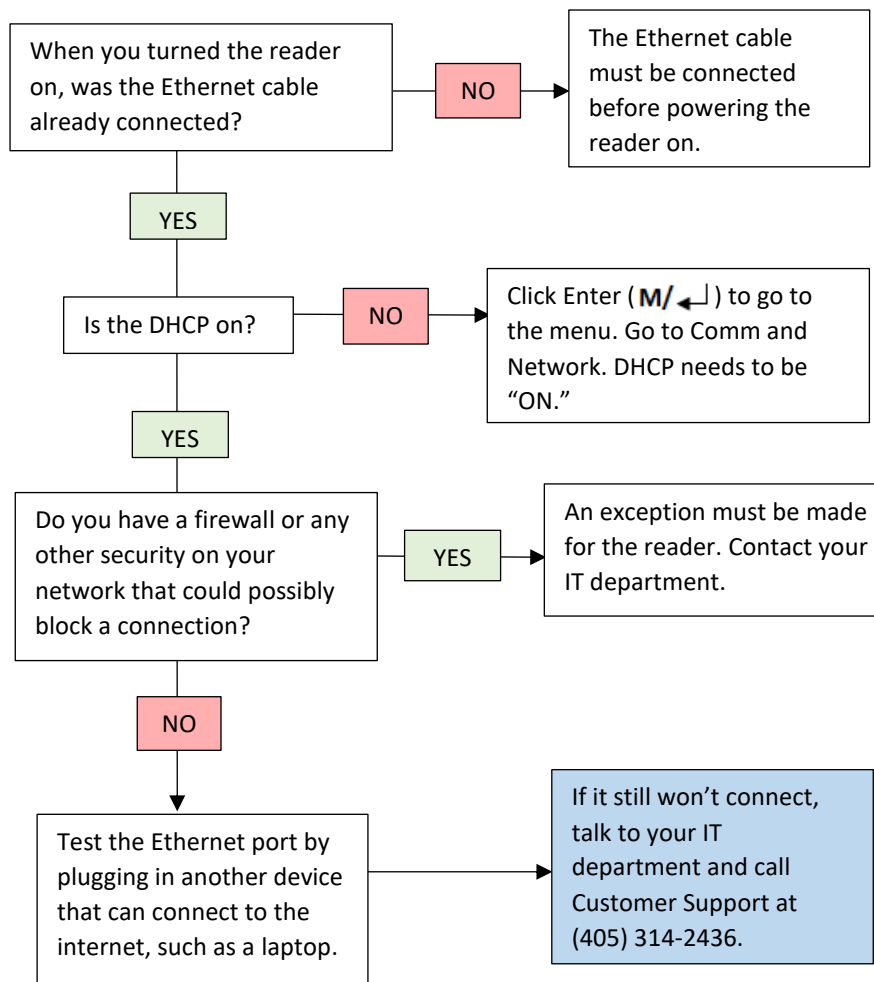 When you turned the reader
on, was the Ethernet cable
already connected?
NO
The Ethernet cable
must be connected
before powering the
reader on.
YES
Is the DHCP on?
NO
Click Enter (M/↵) to go to
the menu. Go to Comm and
Network. DHCP needs to be
“ON.”
YES
Do you have a firewall or any
other security on your
network that could possibly
block a connection?
YES
An exception must be made
for the reader. Contact your
IT department.
NO
Test the Ethernet port by
plugging in another device
that can connect to the
internet, such as a laptop.
If it still won’t connect,
talk to your IT
department and call
Customer Support at
(405) 314-2436.